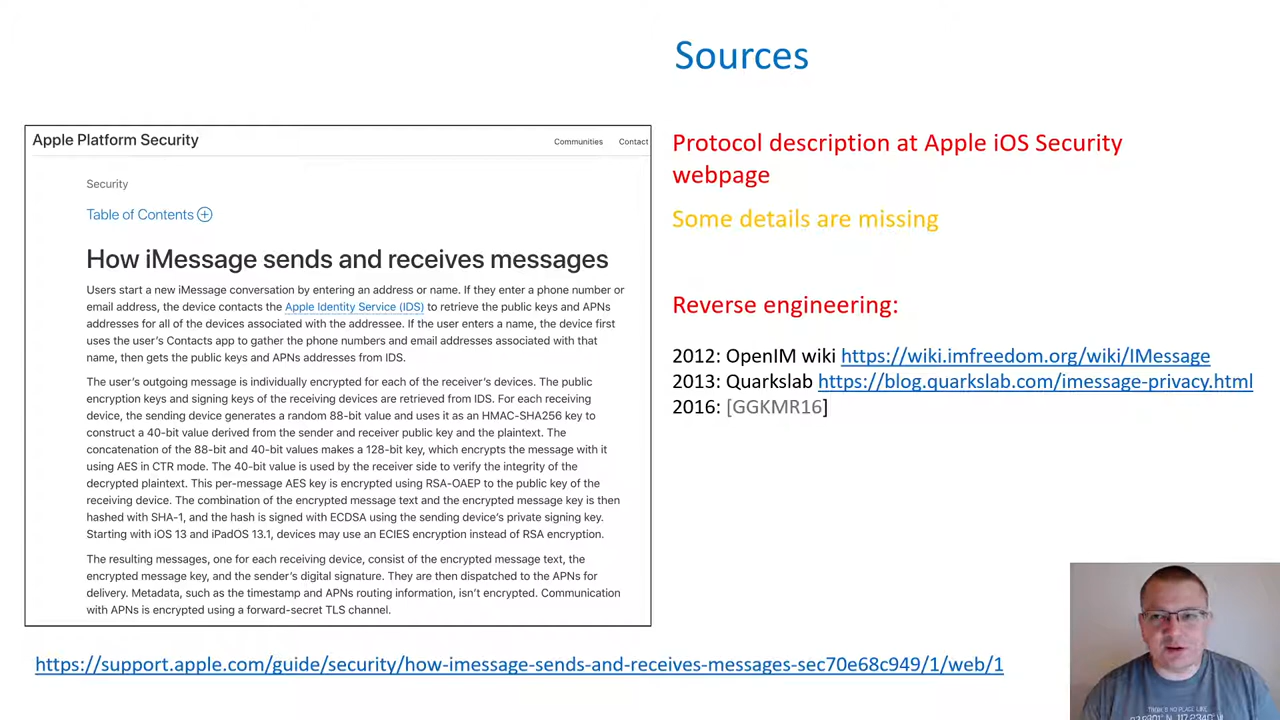 Sources
Apple Platform Security
Communities
Contact
Security
Table of Contents
How iMessage sends and receives messages
Users start a new iMessage conversation by entering an address or name. If they enter a phone number or
email address, the device contacts the Apple Identity Service (IDS) to retrieve the public keys and APNs
addresses for all of the devices associated with the addressee. If the user enters a name, the device first
uses the user's Contacts app to gather the phone numbers and email addresses associated with that
name, then gets the public keys and APNs addresses from IDS.
The user's outgoing message is individually encrypted for each of the receiver's devices. The public
encryption keys and signing keys of the receiving devices are retrieved from IDS. For each receiving
device, the sending device generates a random 88-bit value and uses it as an HMAC-SHA256 key to
construct a 40-bit value derived from the sender and receiver public key and the plaintext. The
concatenation of the 88-bit and 40-bit values makes a 128-bit key, which encrypts the message with it
using AES in CTR mode. The 40-bit value is used by the receiver side to verify the integrity of the
decrypted plaintext. This per-message AES key is encrypted using RSA-OAEP to the public key of the
receiving device. The combination of the encrypted message text and the encrypted message key is then
hashed with SHA-1, and the hash is signed with ECDSA using the sending device's private signing key.
Starting with iOS 13 and iPadOS 13.1, devices may use an ECIES encryption instead of RSA encryption.
The resulting messages, one for each receiving device, consist of the encrypted message text, the
encrypted message key, and the sender's digital signature. They are then dispatched to the APNs for
delivery. Metadata, such as the timestamp and APNs routing information, isn't encrypted. Communication
with APNs is encrypted using a forward-secret TLS channel.
Protocol description at Apple iOS Security
webpage
Some details are missing
Reverse engineering:
2012: OpenIM wiki https://wiki.imfreedom.org/wiki/IMessage
2013: Quarkslab https://blog.quarkslab.com/imessage-privacy.html
2016: [GGKMR16]
https://support.apple.com/guide/security/how-imessage-sends-and-receives-messages-sec70e68c949/1/web/1
THERE IS NO PLACE LIKE